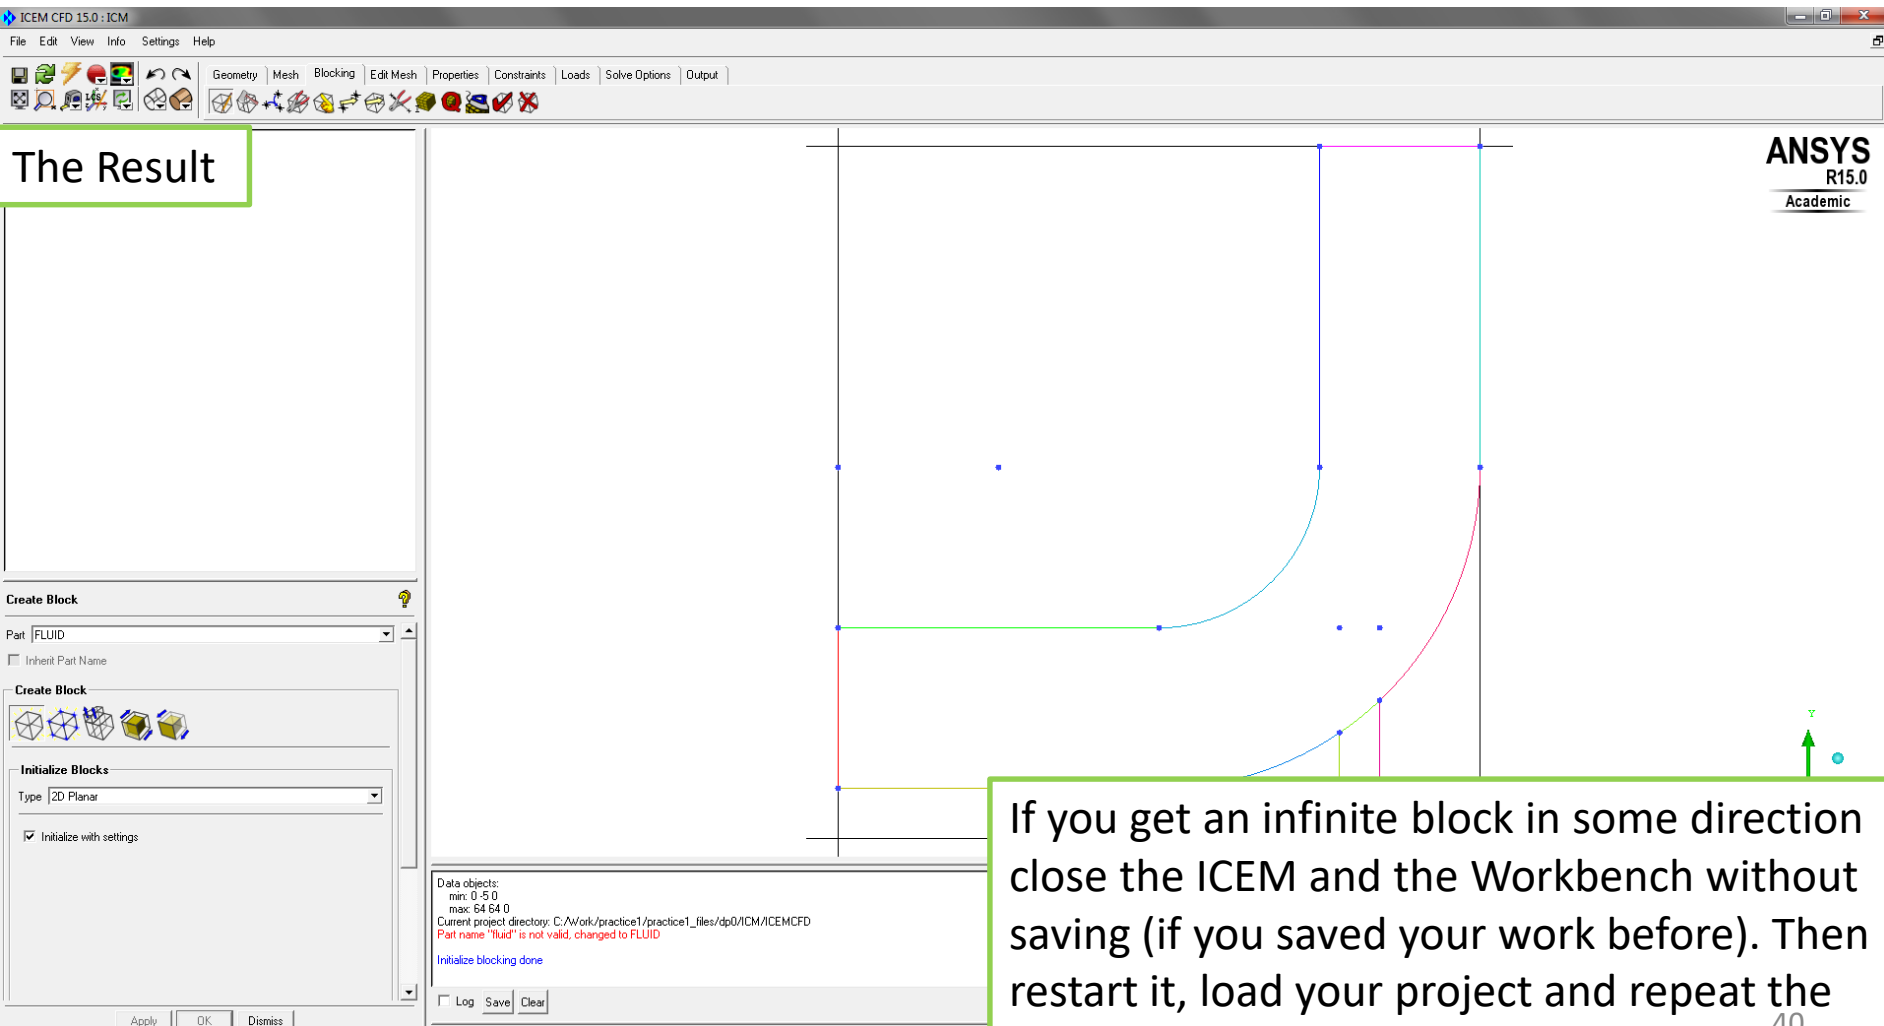 ICEM CFD 15.0 : ICM
File Edit View Info Settings Help
Geometry Mesh Blocking Edit Mesh Properties Constraints Loads Solve Options Output
The Result
ANSYS
R15.0
Academic
Create Block
Part FLUID
Inherit Part Name
Create Block
Initialize Blocks
Type 2D Planar
Initialize with settings
Apply OK Dismiss
Y
Data objects:
min: 0 -5 0
max: 64 64 0
Current project directory: C:/Work/practice1/practice1_files/dp0/ICM/ICEMCFD
Part name "fluid" is not valid, changed to FLUID
Initialize blocking done
Log Save Clear
If you get an infinite block in some direction
close the ICEM and the Workbench without
saving (if you saved your work before). Then
restart it, load your project and repeat the
40